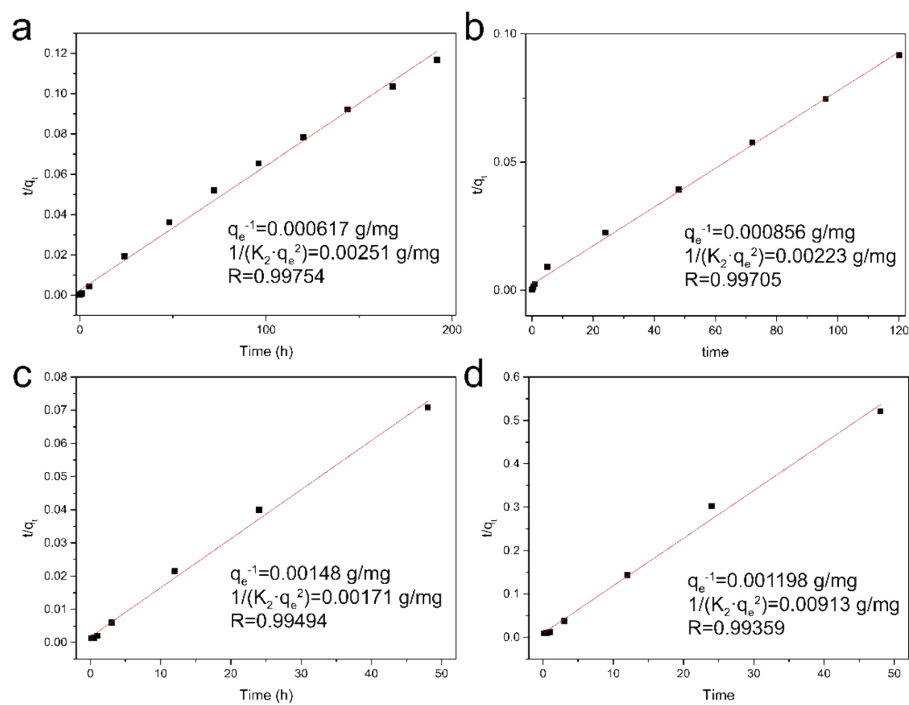 a
t/qₜ
0.12
0.10
0.08
0.06
0.04
0.02
0.00
0 100 200
Time (h)
qₑ⁻¹=0.000617 g/mg
1/(K₂·qₑ²)=0.00251 g/mg
R=0.99754
b
t/qₜ
0.10
0.05
0.00
0 20 40 60 80 100 120
time
qₑ⁻¹=0.000856 g/mg
1/(K₂·qₑ²)=0.00223 g/mg
R=0.99705
c
t/qₜ
0.08
0.07
0.06
0.05
0.04
0.03
0.02
0.01
0.00
0 10 20 30 40 50
Time (h)
qₑ⁻¹=0.00148 g/mg
1/(K₂·qₑ²)=0.00171 g/mg
R=0.99494
d
t/qₜ
0.6
0.5
0.4
0.3
0.2
0.1
0.0
0 10 20 30 40 50
Time
qₑ⁻¹=0.001198 g/mg
1/(K₂·qₑ²)=0.00913 g/mg
R=0.99359